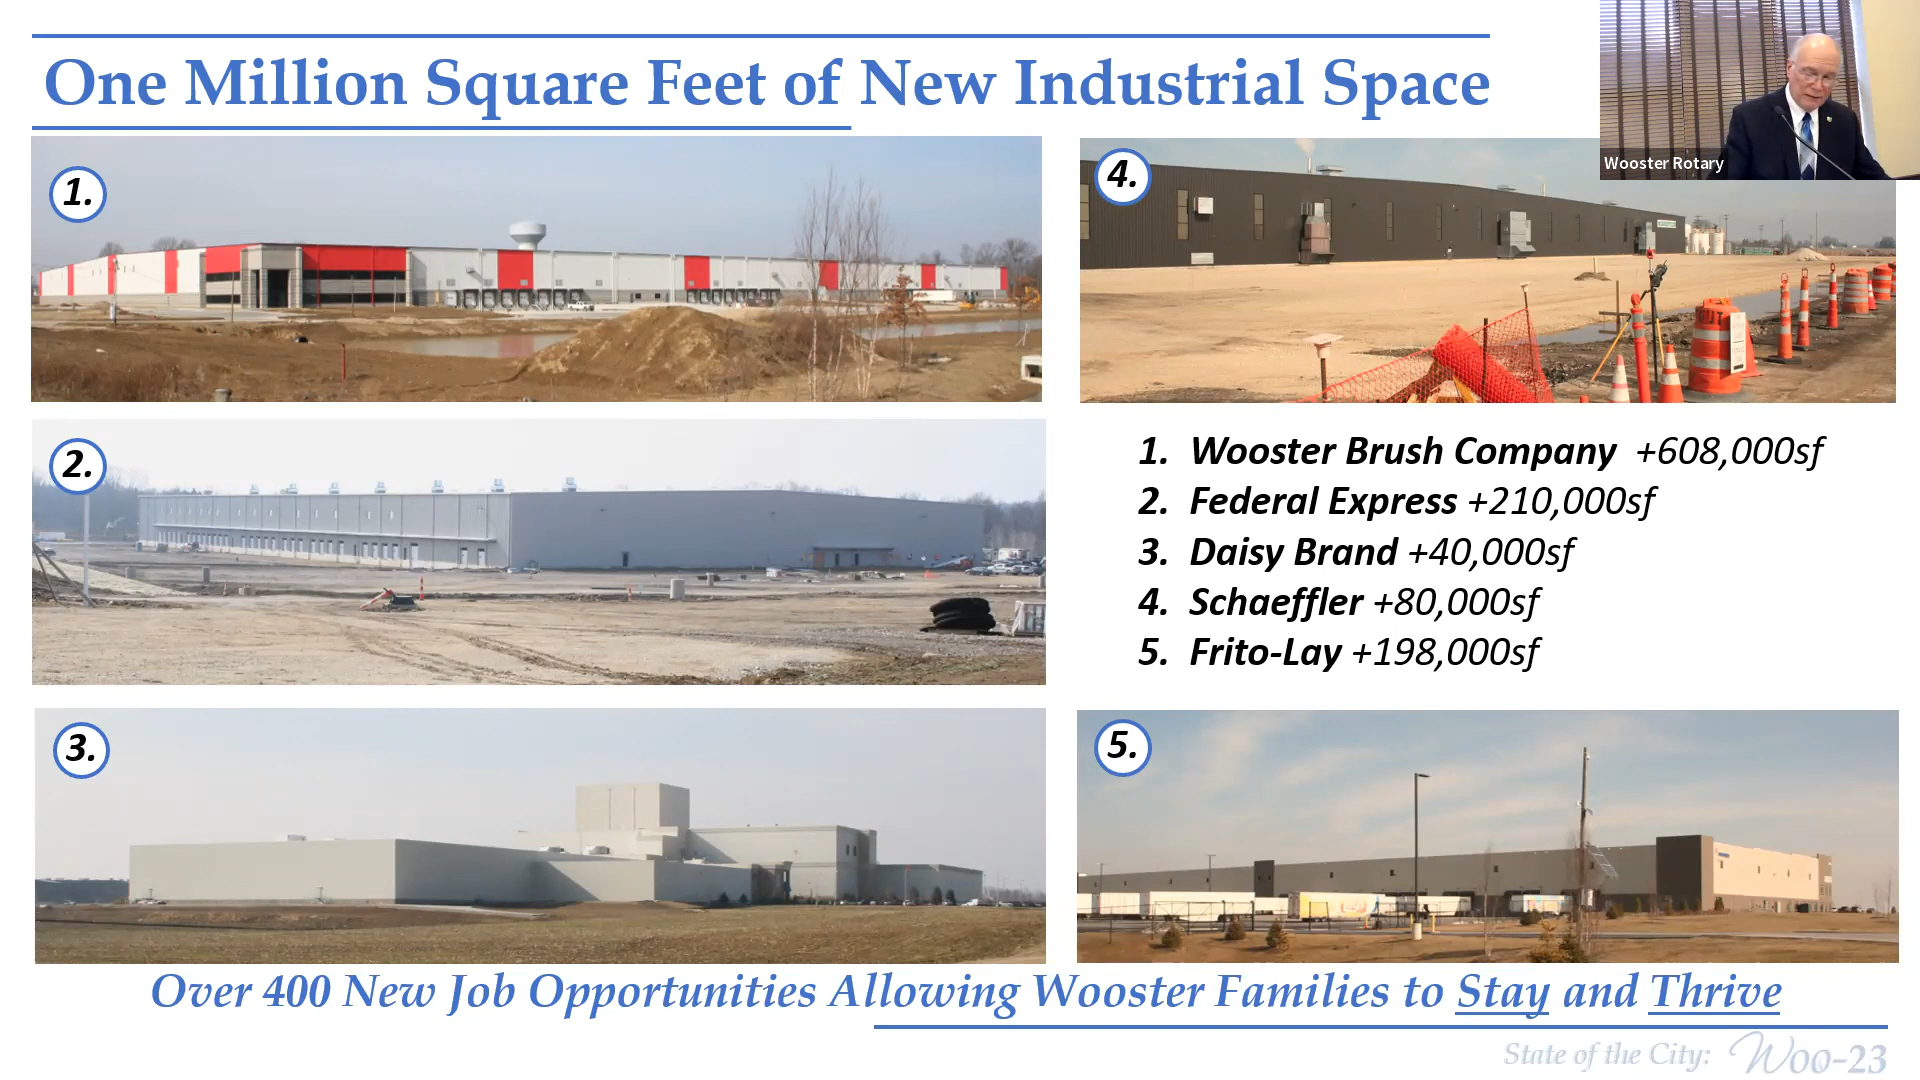 One Million Square Feet of New Industrial Space
Wooster Rotary
1.
4.
2.
1. Wooster Brush Company +608,000sf
2. Federal Express +210,000sf
3. Daisy Brand +40,000sf
4. Schaeffler +80,000sf
5. Frito-Lay +198,000sf
3.
5.
Over 400 New Job Opportunities Allowing Wooster Families to Stay and Thrive
State of the City: Woo-23